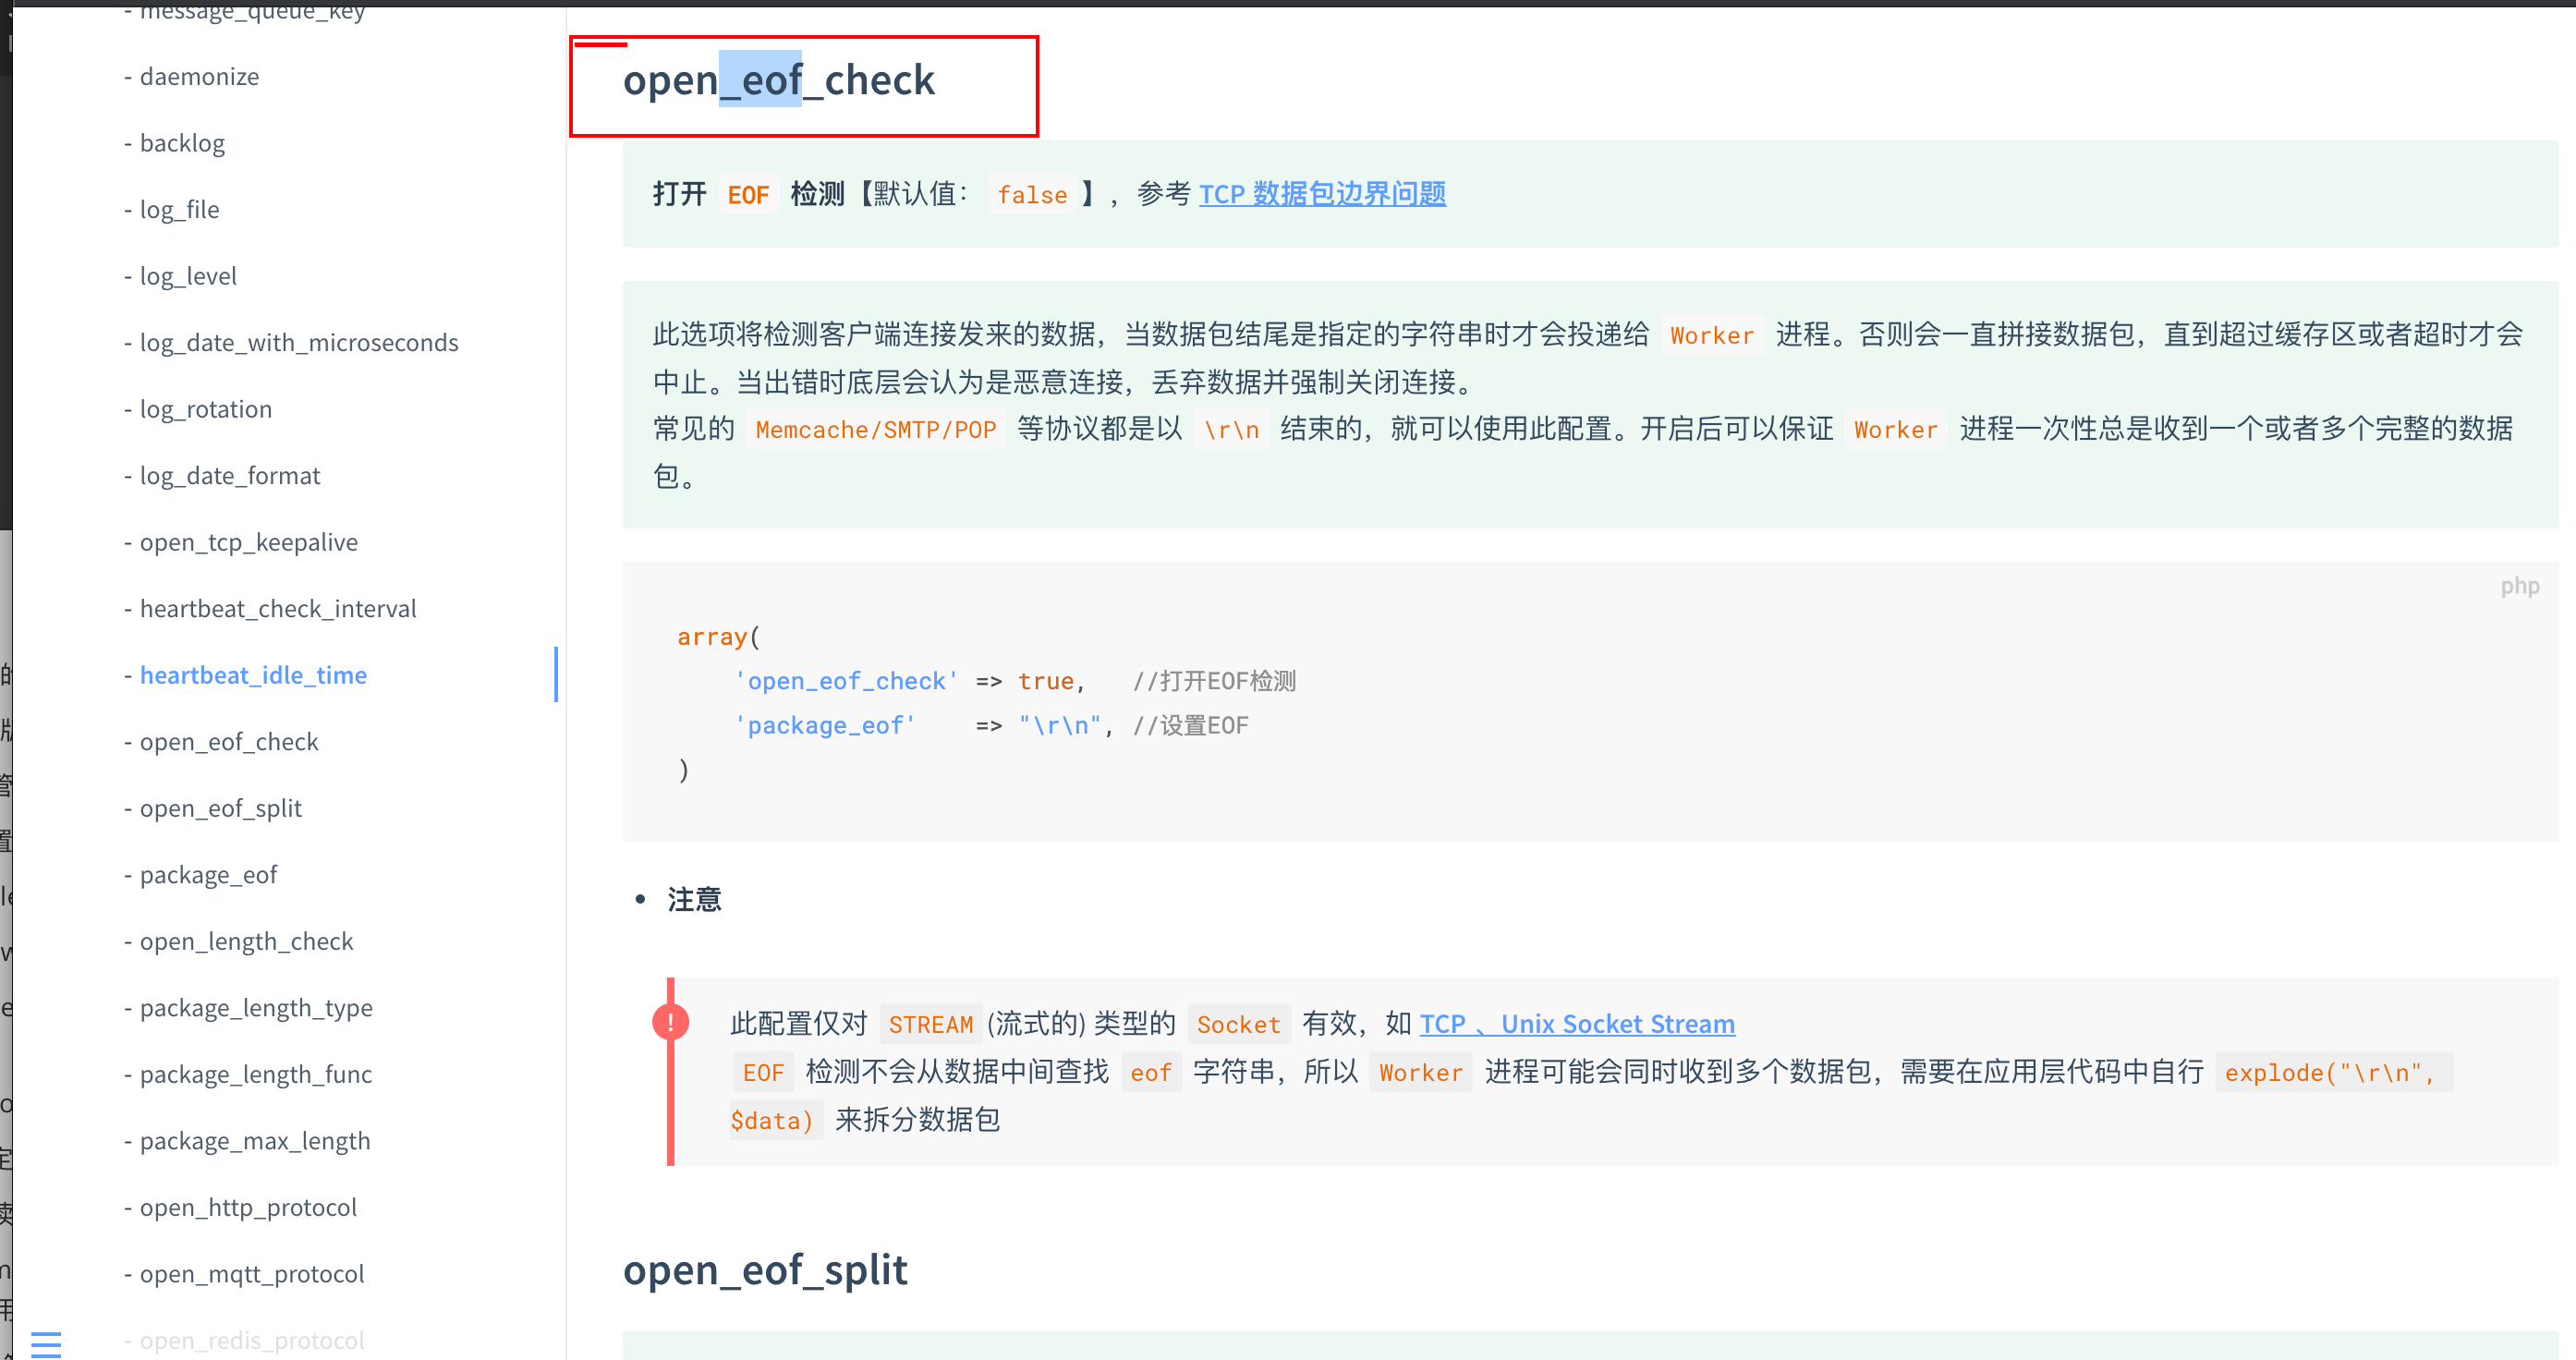 - message_queue_key
- daemonize
- backlog
- log_file
- log_level
- log_date_with_microseconds
- log_rotation
- log_date_format
- open_tcp_keepalive
- heartbeat_check_interval
- heartbeat_idle_time
- open_eof_check
- open_eof_split
- package_eof
- open_length_check
- package_length_type
- package_length_func
- package_max_length
- open_http_protocol
- open_mqtt_protocol
- open_redis_protocol
open_eof_check
打开 EOF 检测【默认值： false 】，参考 TCP 数据包边界问题
此选项将检测客户端连接发来的数据，当数据包结尾是指定的字符串时才会投递给 Worker 进程。否则会一直拼接数据包，直到超过缓存区或者超时才会
中止。当出错时底层会认为是恶意连接，丢弃数据并强制关闭连接。
常见的 Memcache/SMTP/POP 等协议都是以 \r\n 结束的，就可以使用此配置。开启后可以保证 Worker 进程一次性总是收到一个或者多个完整的数据
包。
php
array(
    'open_eof_check' => true,   //打开EOF检测
    'package_eof'    => "\r\n", //设置EOF
)
• 注意
! 此配置仅对 STREAM (流式的) 类型的 Socket 有效，如 TCP 、Unix Socket Stream
EOF 检测不会从数据中间查找 eof 字符串，所以 Worker 进程可能会同时收到多个数据包，需要在应用层代码中自行 explode("\r\n",
$data) 来拆分数据包
open_eof_split